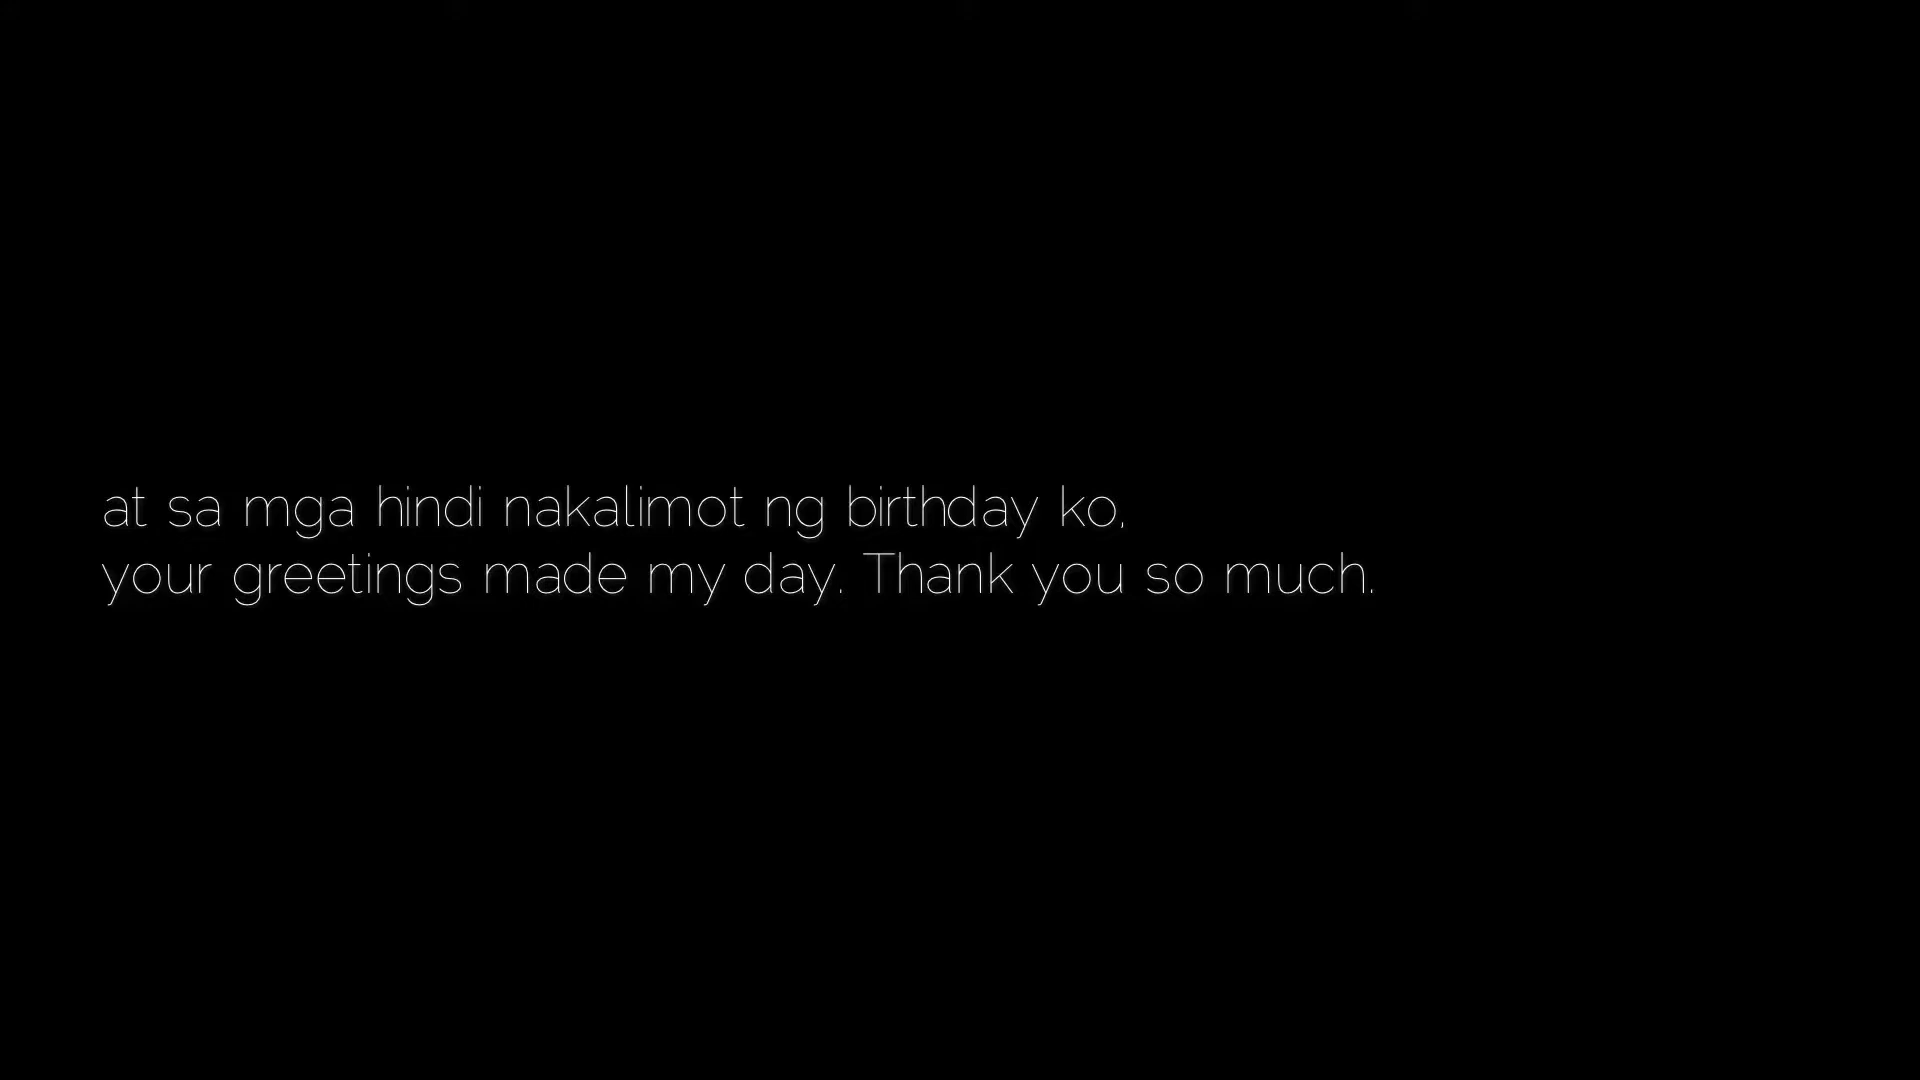 at sa mga hindi nakalimot ng birthday ko,
your greetings made my day. Thank you so much.